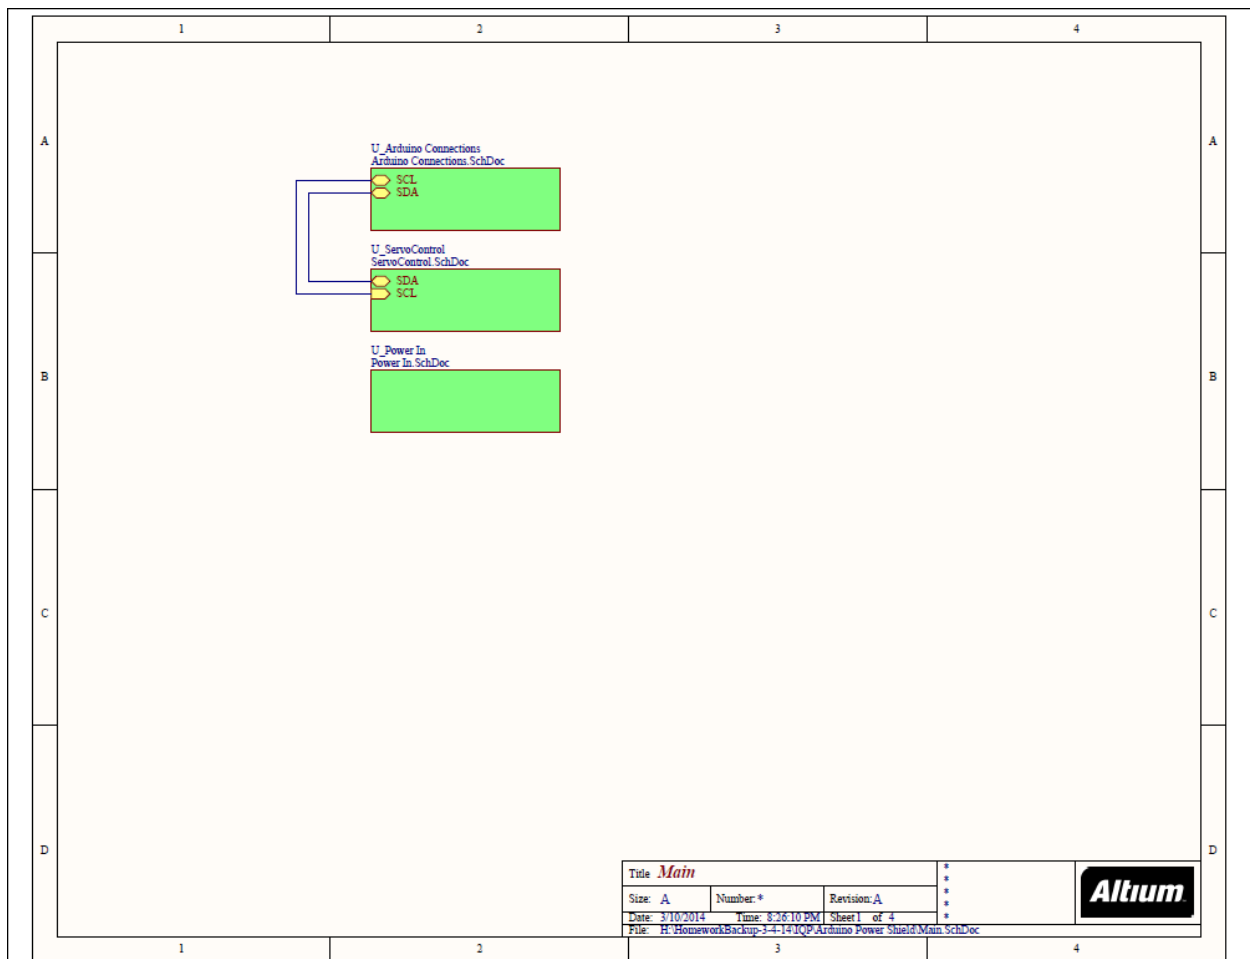 1 2 3 4
A A
U_Arduino Connections
Arduino Connections.SchDoc
SCL
SDA
U_ServoControl
ServoControl.SchDoc
SDA
SCL
U_Power In
Power In.SchDoc
B B
C C
D D
Title Main *
*
Size: A Number: * Revision: A *
*
Date: 3/10/2014 Time: 8:26:10 PM Sheet 1 of 4 *
File: H:\HomeworkBackup-3-4-14\IQP\Arduino Power Shield\Main.SchDoc
Altium
1 2 3 4